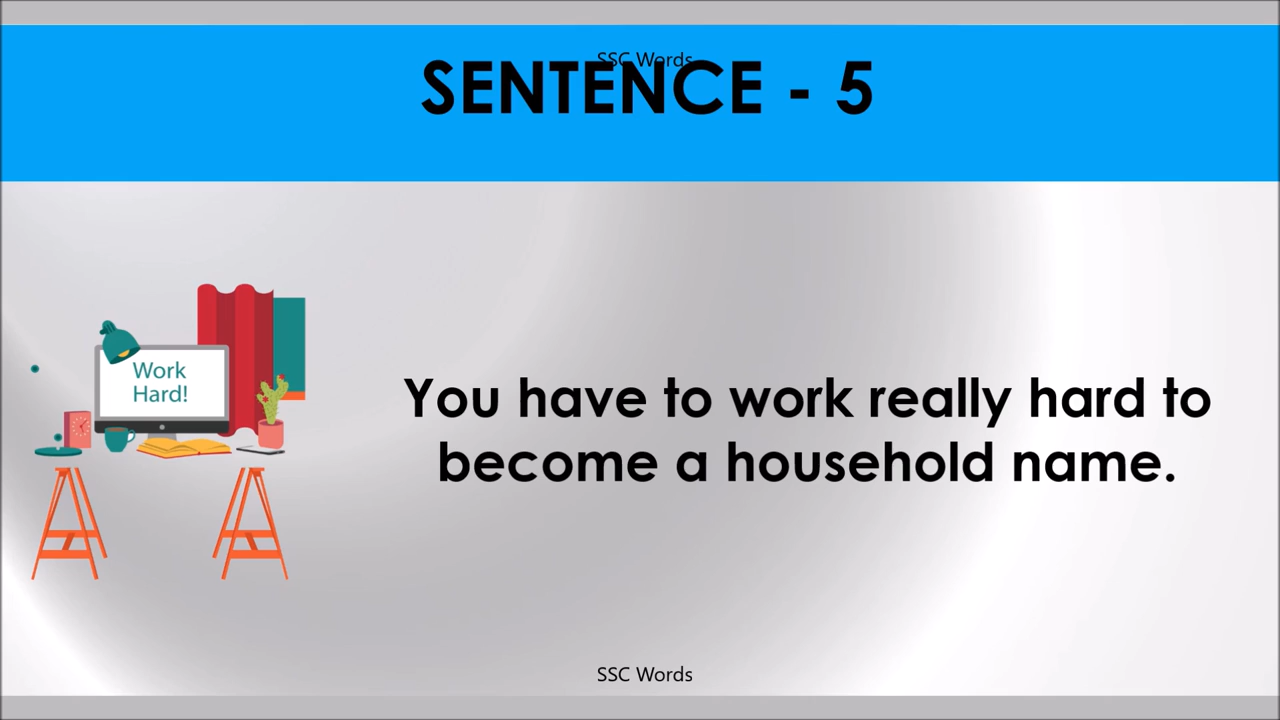 SSC Words
SENTENCE - 5
Work
Hard!
You have to work really hard to
become a household name.
SSC Words